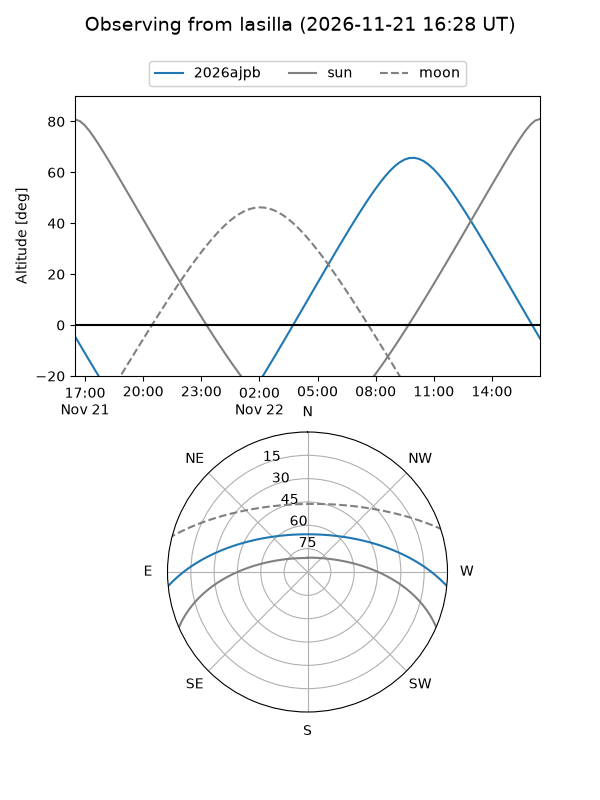 Observing from lasilla (2026-11-21 16:28 UT)
2026ajpb sun moon
Altitude [deg]
80
60
40
20
0
−20
17:00 20:00 23:00 02:00 05:00 08:00 11:00 14:00
Nov 21 Nov 22
N
NE NW
15
30
45
60
75
E W
SE SW
S